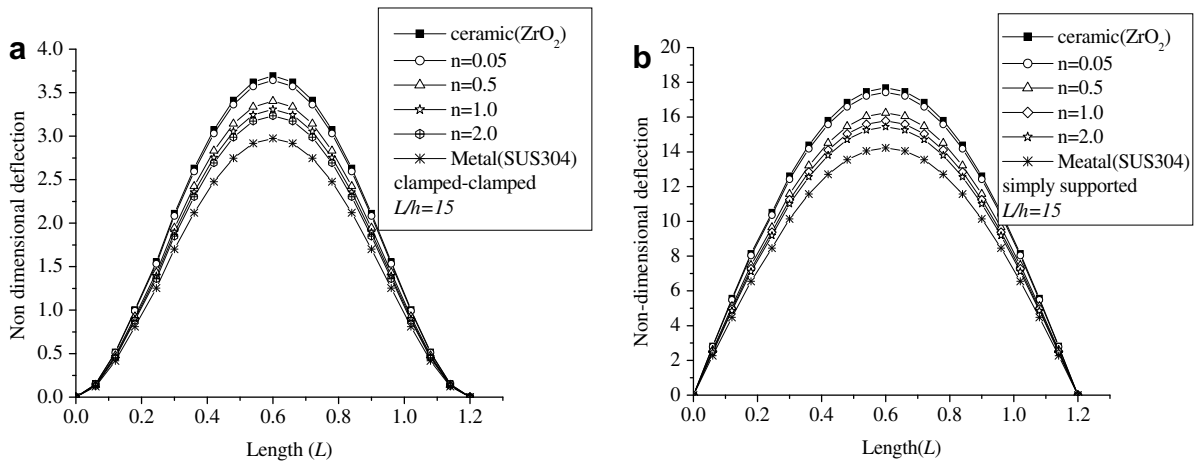 a
4.0
3.5
3.0
2.5
2.0
1.5
1.0
0.5
0.0
Non dimensional deflection
0.0 0.2 0.4 0.6 0.8 1.0 1.2
Length (L)
ceramic(ZrO2)
n=0.05
n=0.5
n=1.0
n=2.0
Metal(SUS304)
clamped-clamped
L/h=15
b
20
18
16
14
12
10
8
6
4
2
0
Non-dimensional deflection
0.0 0.2 0.4 0.6 0.8 1.0 1.2
Length(L)
ceramic(ZrO2)
n=0.05
n=0.5
n=1.0
n=2.0
Meatal(SUS304)
simply supported
L/h=15